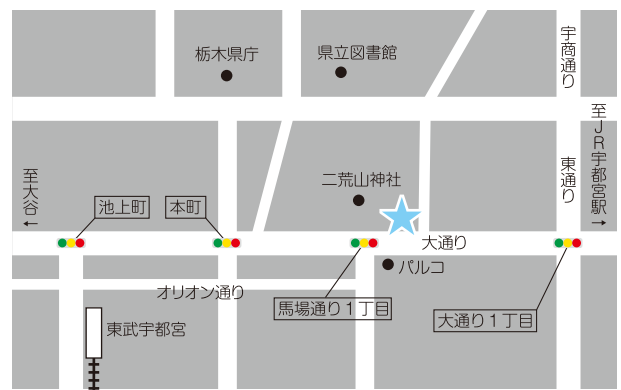 宇商通り
栃木県庁
県立図書館
至JR宇都宮駅→
東通り
至大谷←
二荒山神社
池上町
本町
大通り
パルコ
オリオン通り
馬場通り１丁目
大通り１丁目
東武宇都宮